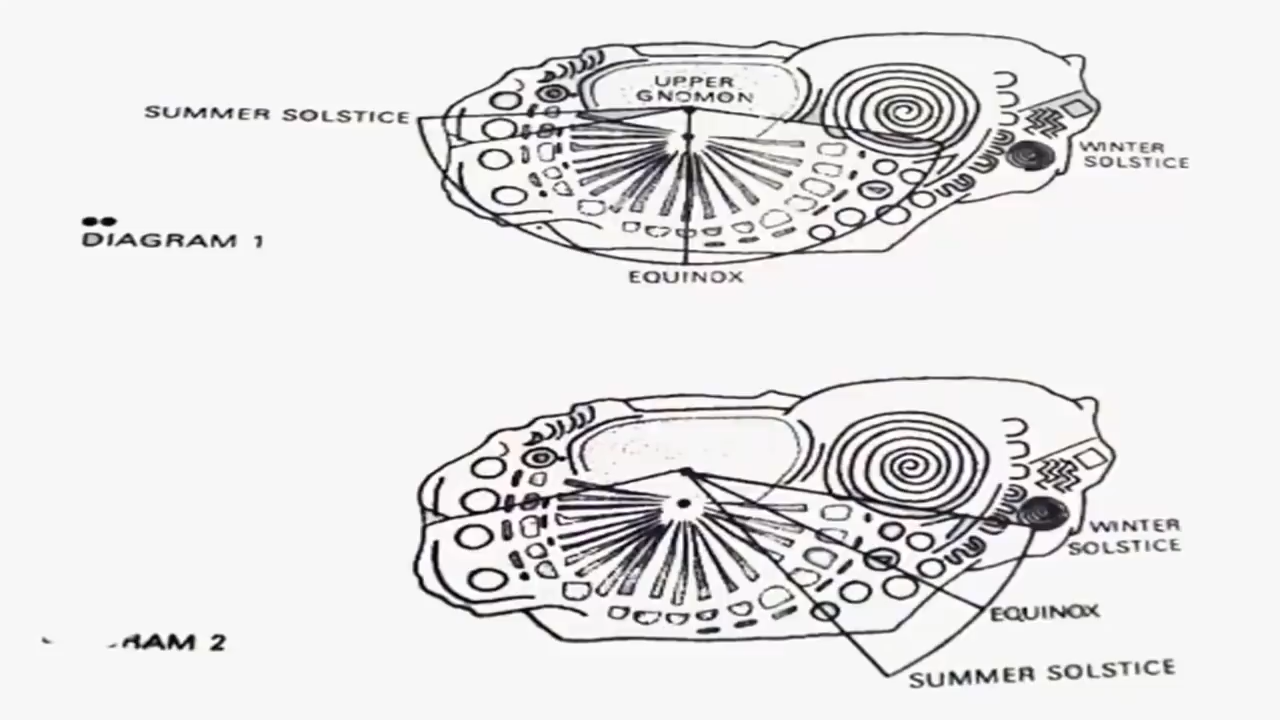 UPPER
GNOMON
SUMMER SOLSTICE
WINTER
SOLSTICE
DIAGRAM 1
EQUINOX
WINTER
SOLSTICE
EQUINOX
RAM 2
SUMMER SOLSTICE